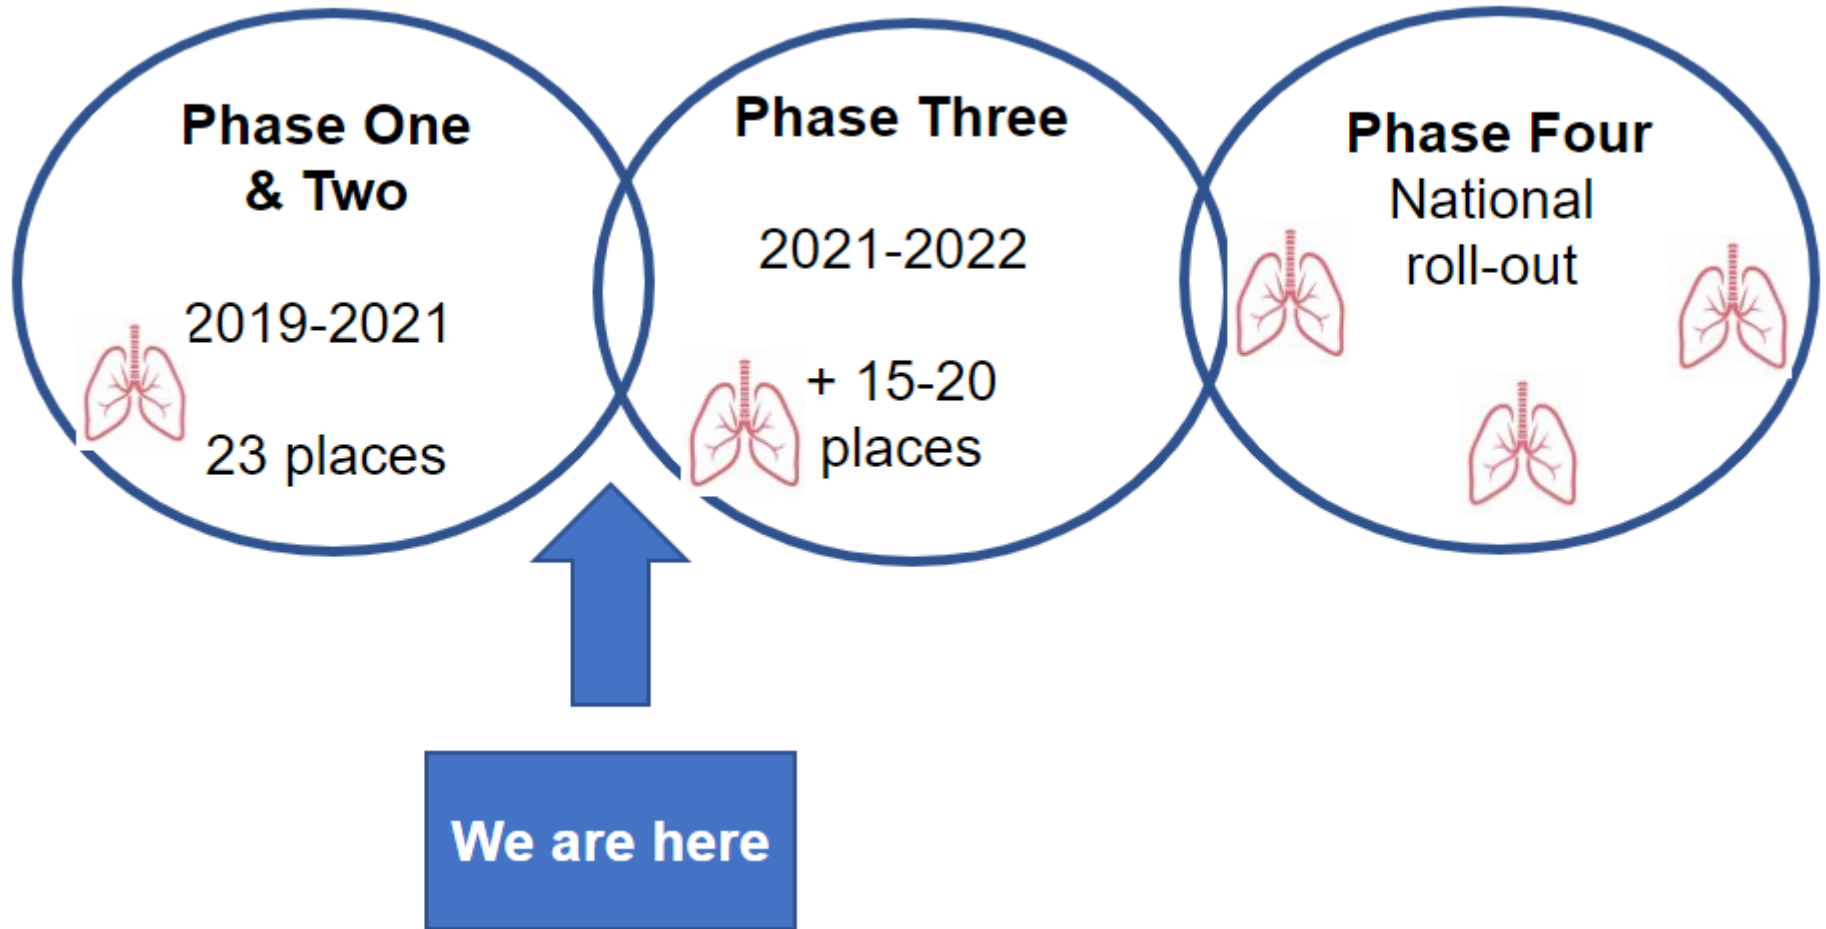 Phase One
& Two
2019-2021
23 places
Phase Three
2021-2022
+ 15-20
places
Phase Four
National
roll-out
We are here